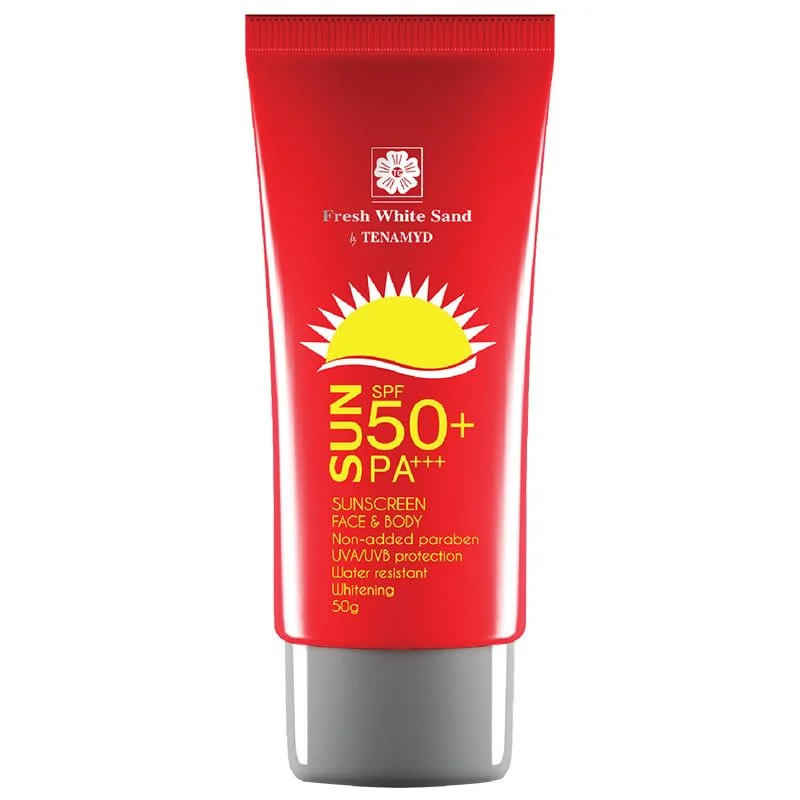 TC
Fresh White Sand
by TENAMYD
SUN
SPF
50+
PA+++
SUNSCREEN
FACE & BODY
Non-added paraben
UVA/UVB protection
Water resistant
Whitening
50g